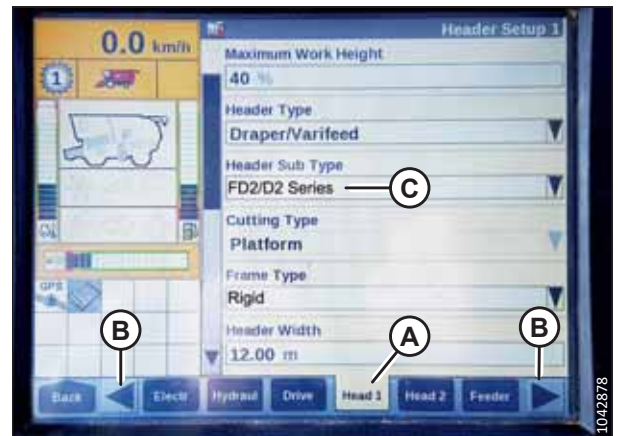 0.0 km/h
Header Setup 1
Maximum Work Height
40 %
1
Header Type
Draper/Varifeed
Header Sub Type
FD2/D2 Series
C
Cutting Type
Platform
Frame Type
GPS
Rigid
B
Header Width
A
B
12.00 m
Back
Electr
Hydraul
Drive
Head 1
Head 2
Feeder
1042878